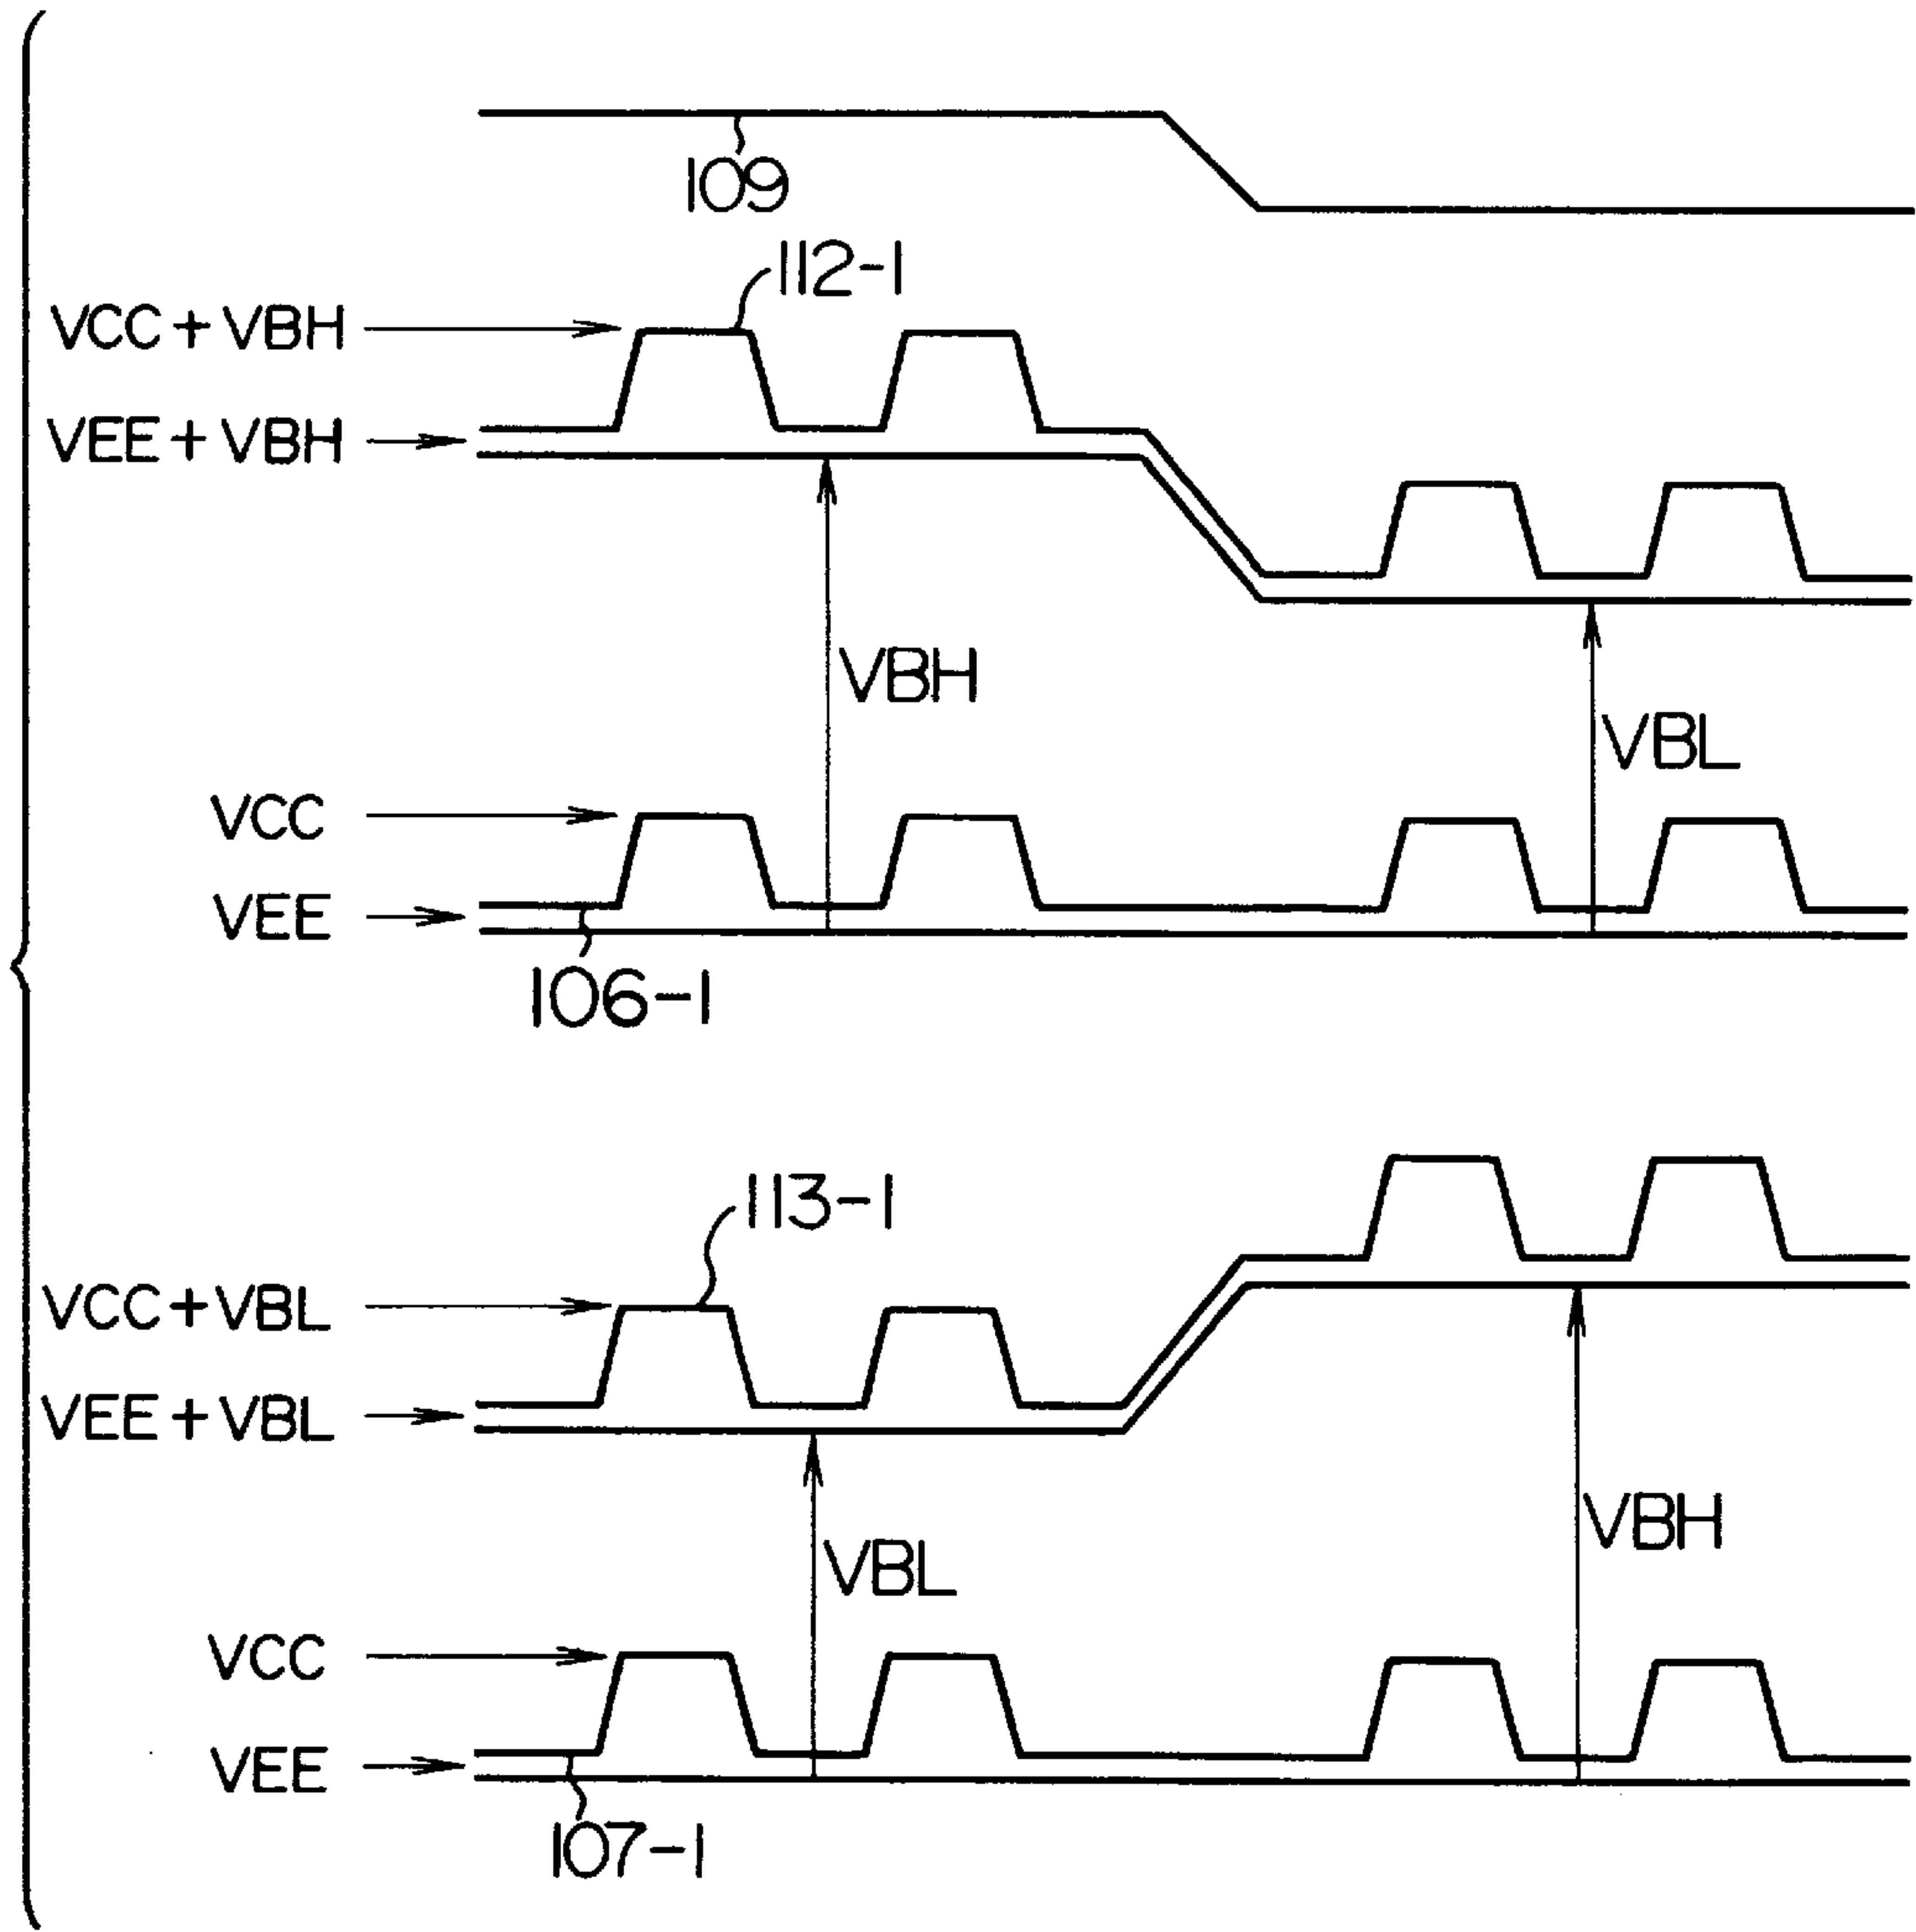 109
112-1
VCC+VBH
VEE+VBH
VBH
VBL
VCC
VEE
106-1
113-1
VCC+VBL
VEE+VBL
VBH
VBL
VCC
VEE
107-1